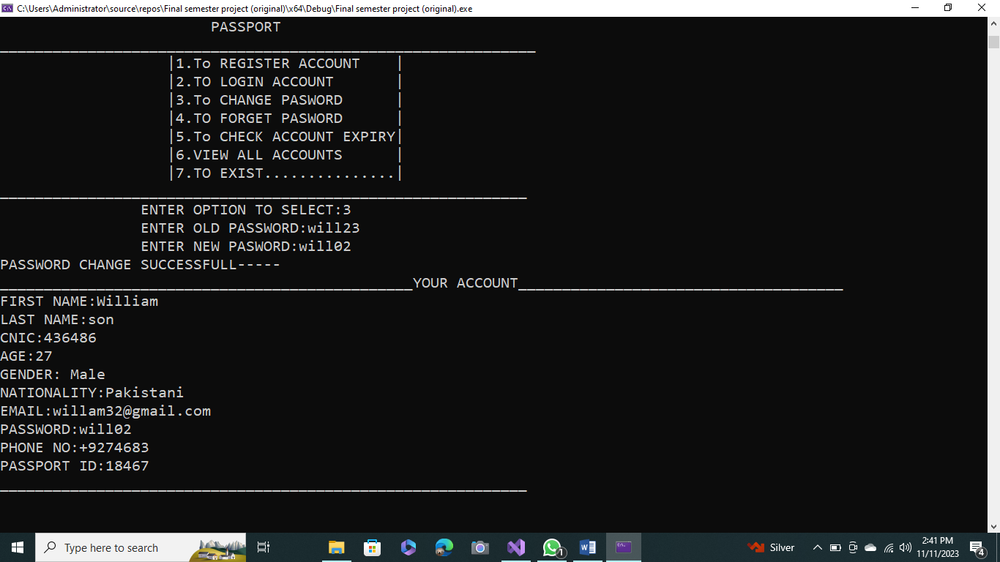 C:\Users\Administrator\source\repos\Final semester project (original)\x64\Debug\Final semester project (original).exe
PASSPORT
|1.To REGISTER ACCOUNT |
|2.TO LOGIN ACCOUNT |
|3.To CHANGE PASWORD |
|4.TO FORGET PASWORD |
|5.To CHECK ACCOUNT EXPIRY|
|6.VIEW ALL ACCOUNTS |
|7.TO EXIST...............|
ENTER OPTION TO SELECT:3
ENTER OLD PASSWORD:will23
ENTER NEW PASWORD:will02
PASSWORD CHANGE SUCCESSFULL-----
_______________________________________________YOUR ACCOUNT_____________________________________
FIRST NAME:William
LAST NAME:son
CNIC:436486
AGE:27
GENDER: Male
NATIONALITY:Pakistani
EMAIL:willam32@gmail.com
PASSWORD:will02
PHONE NO:+9274683
PASSPORT ID:18467
Type here to search
1
Silver
2:41 PM
11/11/2023
4